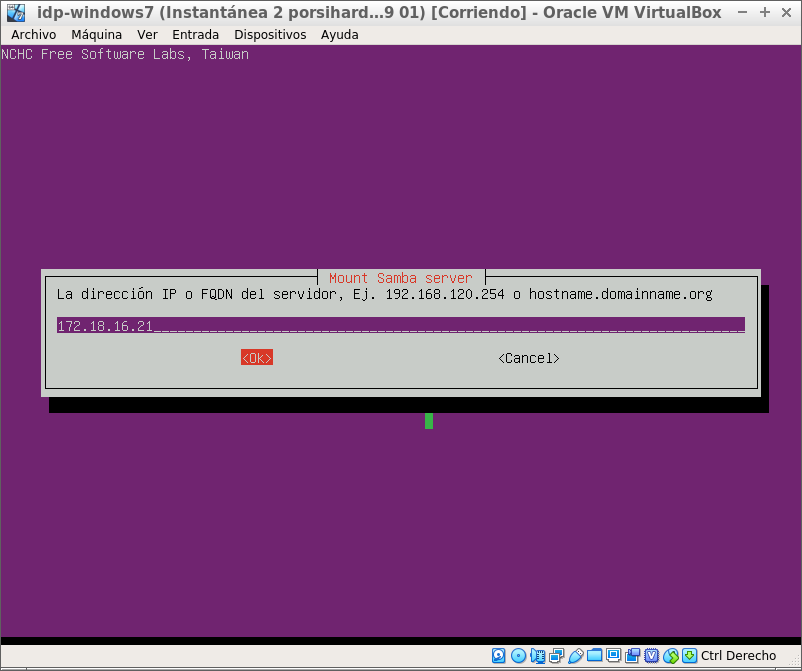 idp-windows7 (Instantánea 2 porsihard...9 01) [Corriendo] - Oracle VM VirtualBox
Archivo Máquina Ver Entrada Dispositivos Ayuda
NCHC Free Software Labs, Taiwan
Mount Samba server
La dirección IP o FQDN del servidor, Ej. 192.168.120.254 o hostname.domainname.org
172.18.16.21
<Ok> <Cancel>
Ctrl Derecho